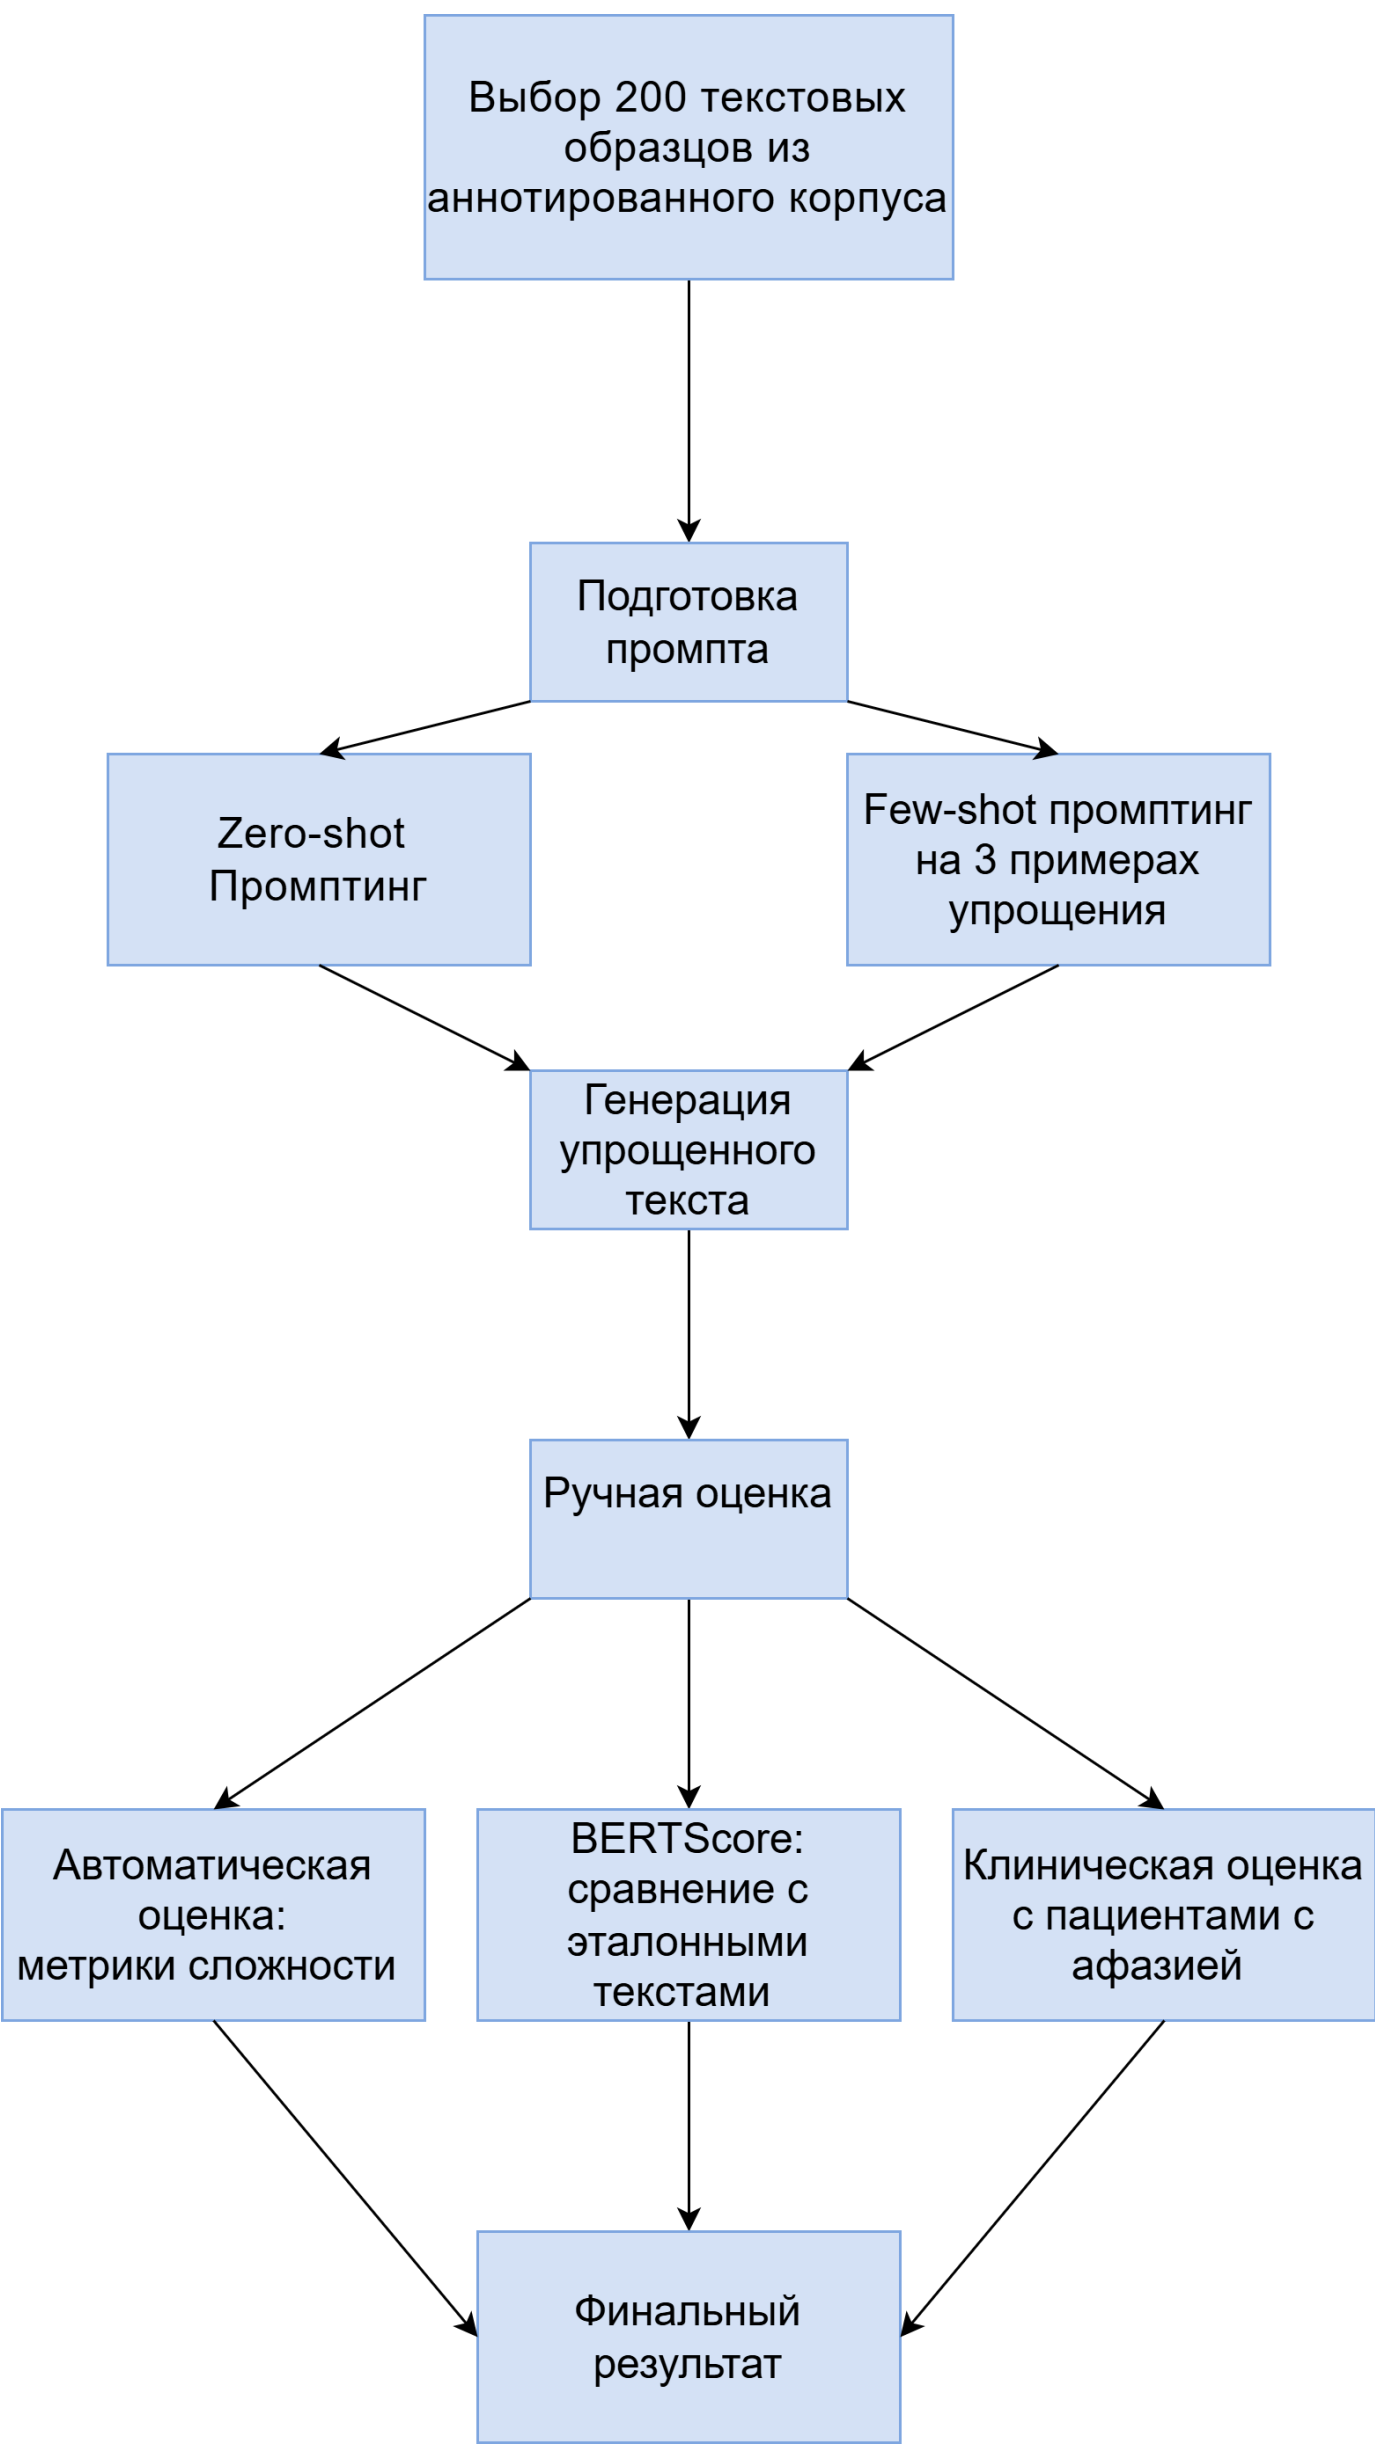 Выбор 200 текстовых
образцов из
аннотированного корпуса
Подготовка
промпта
Zero-shot
Промптинг
Few-shot промптинг
на 3 примерах
упрощения
Генерация
упрощенного
текста
Ручная оценка
Автоматическая
оценка:
метрики сложности
BERTScore:
сравнение с
эталонными
текстами
Клиническая оценка
с пациентами с
афазией
Финальный
результат